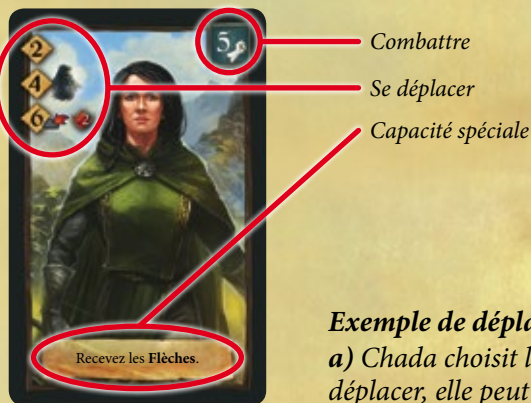 2
4
6
2
5
Combattre
Se déplacer
Capacité spéciale
Recevez les Flèches.
Exemple de dépla
a) Chada choisit l
déplacer, elle peut